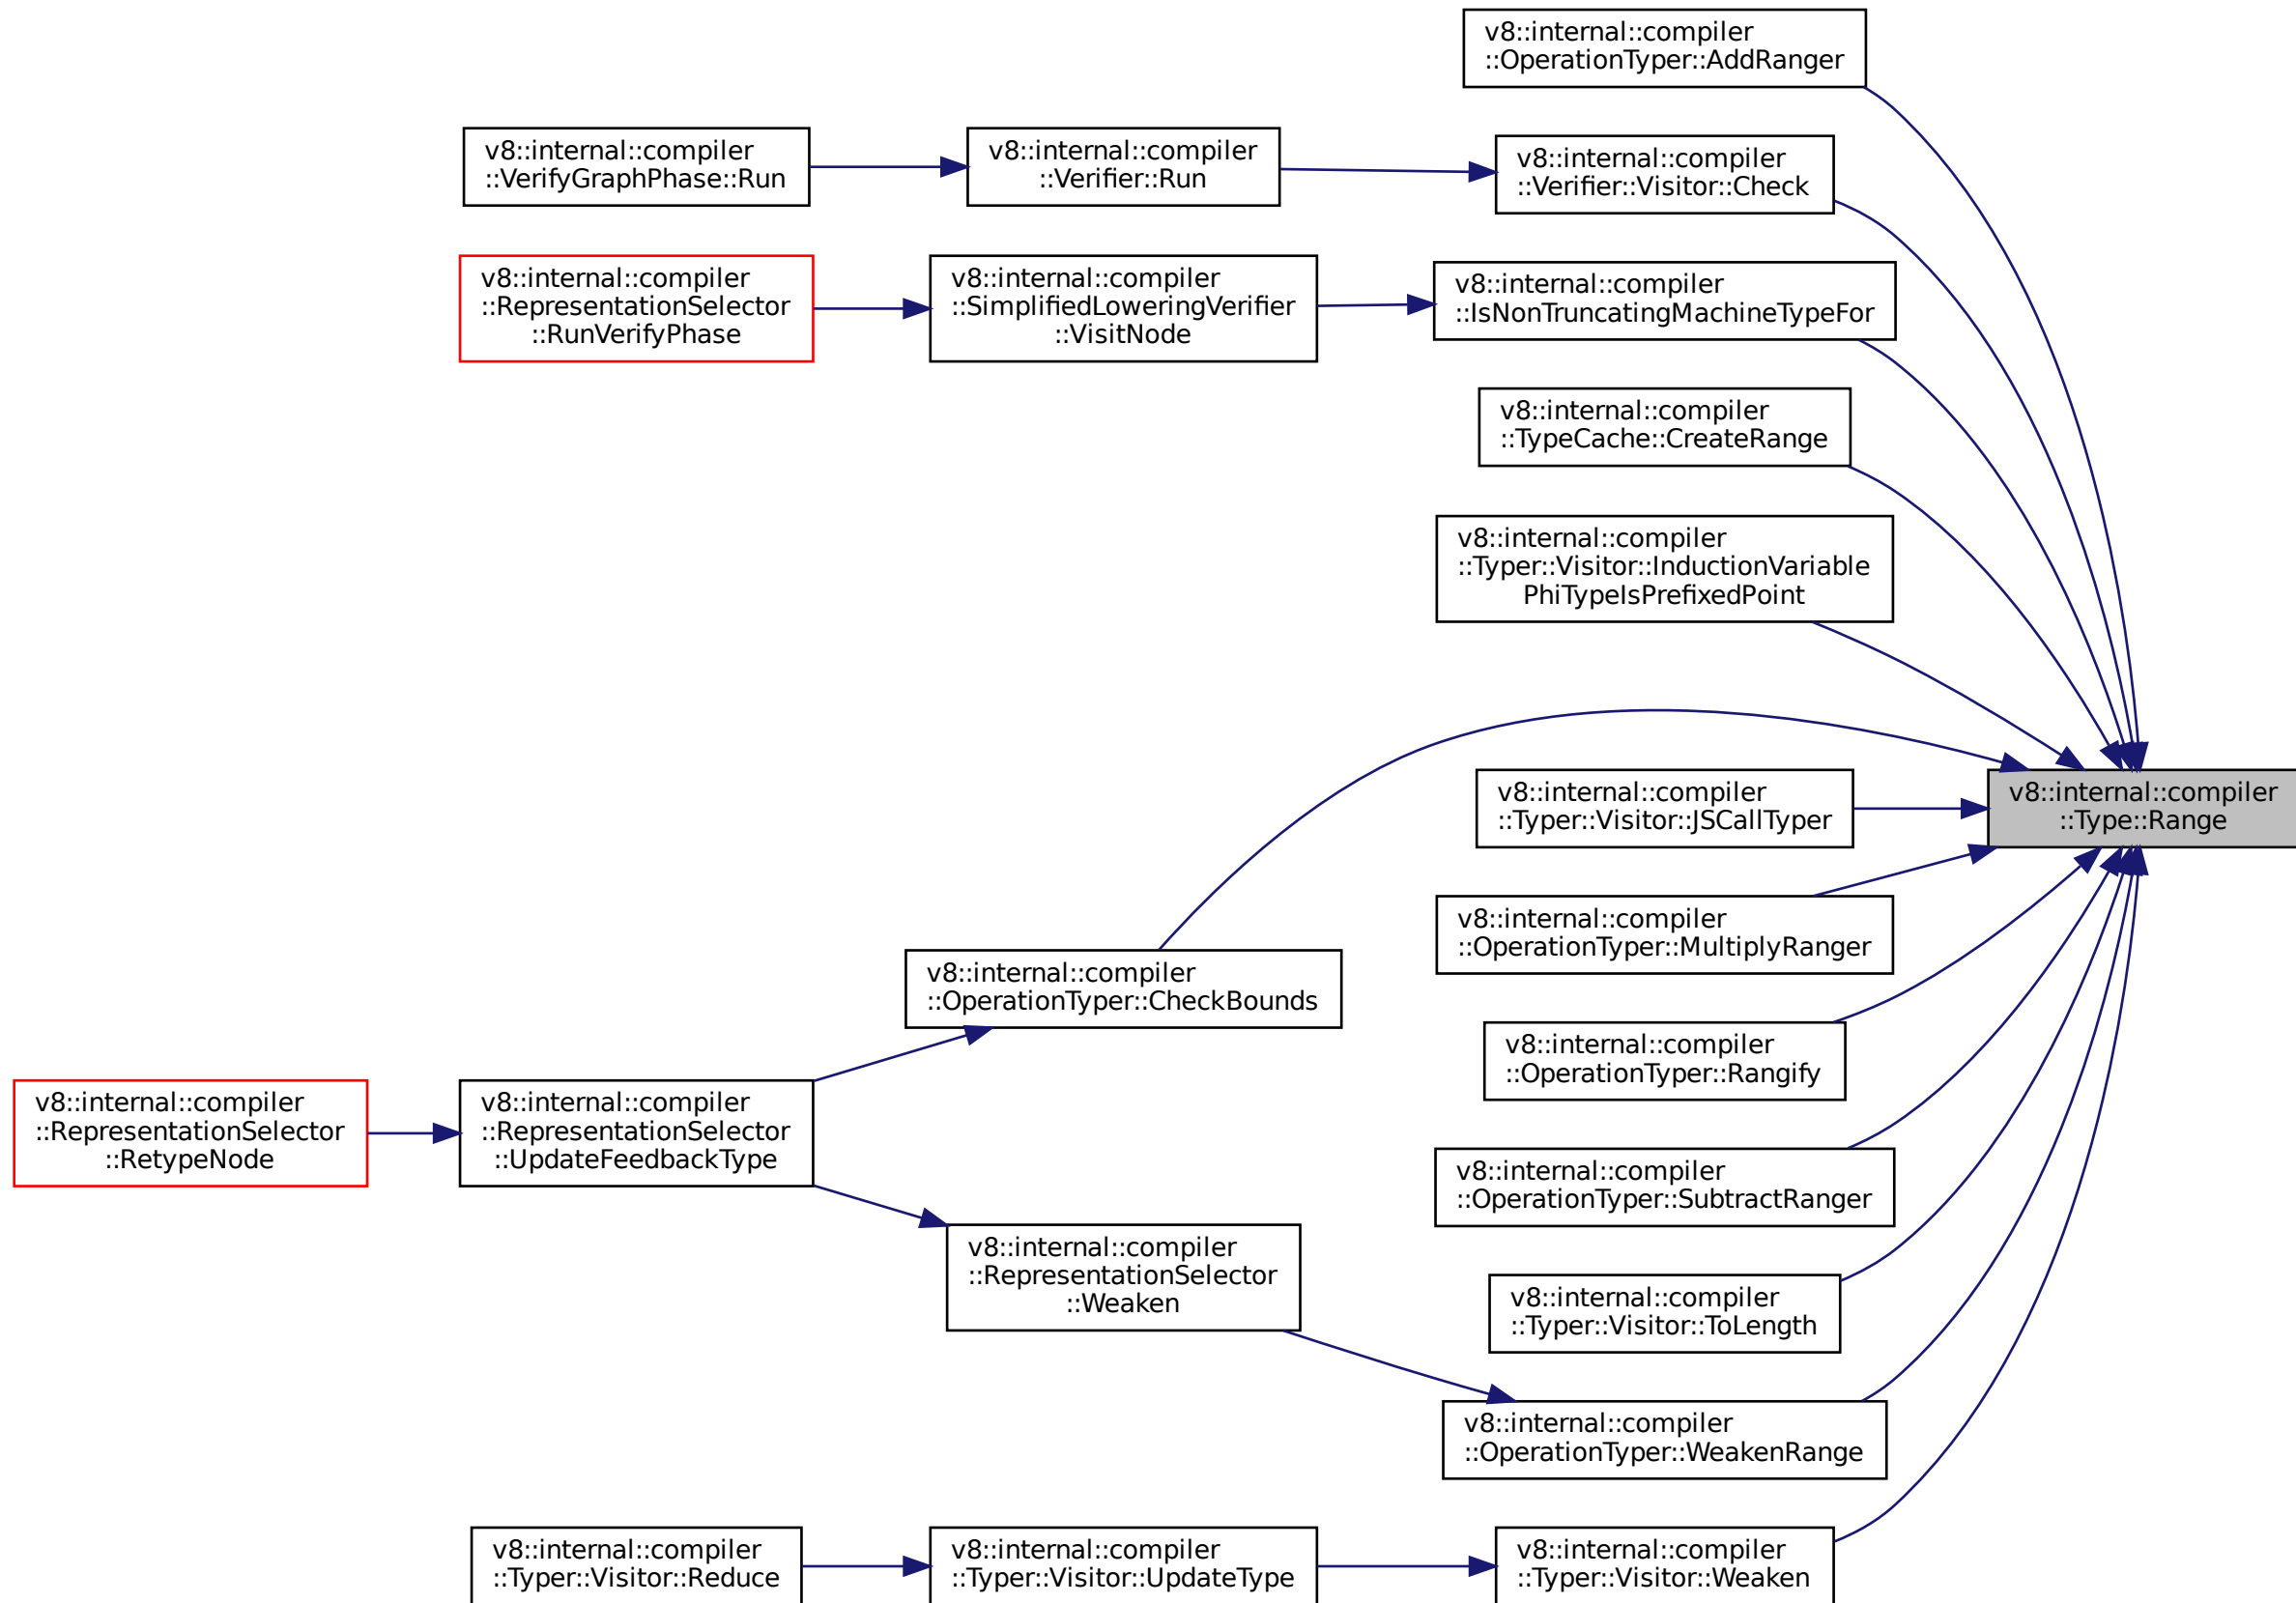 v8::internal::compiler
::OperationTyper::AddRanger
v8::internal::compiler
::VerifyGraphPhase::Run
v8::internal::compiler
::Verifier::Run
v8::internal::compiler
::Verifier::Visitor::Check
v8::internal::compiler
::RepresentationSelector
::RunVerifyPhase
v8::internal::compiler
::SimplifiedLoweringVerifier
::VisitNode
v8::internal::compiler
::IsNonTruncatingMachineTypeFor
v8::internal::compiler
::TypeCache::CreateRange
v8::internal::compiler
::Typer::Visitor::InductionVariable
PhiTypeIsPrefixedPoint
v8::internal::compiler
::Typer::Visitor::JSCallTyper
v8::internal::compiler
::Type::Range
v8::internal::compiler
::OperationTyper::MultiplyRanger
v8::internal::compiler
::OperationTyper::CheckBounds
v8::internal::compiler
::OperationTyper::Rangify
v8::internal::compiler
::RepresentationSelector
::RetypeNode
v8::internal::compiler
::RepresentationSelector
::UpdateFeedbackType
v8::internal::compiler
::OperationTyper::SubtractRanger
v8::internal::compiler
::RepresentationSelector
::Weaken
v8::internal::compiler
::Typer::Visitor::ToLength
v8::internal::compiler
::OperationTyper::WeakenRange
v8::internal::compiler
::Typer::Visitor::Reduce
v8::internal::compiler
::Typer::Visitor::UpdateType
v8::internal::compiler
::Typer::Visitor::Weaken